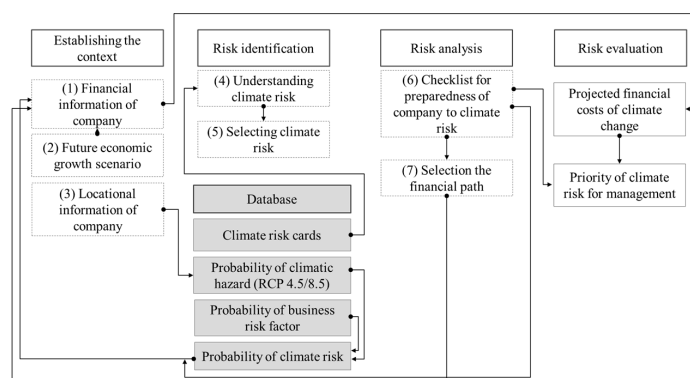 Establishing the
context
(1) Financial
information of
company
(2) Future economic
growth scenario
(3) Locational
information of
company
Risk identification
(4) Understanding
climate risk
(5) Selecting climate
risk
Database
Climate risk cards
Probability of climatic
hazard (RCP 4.5/8.5)
Probability of business
risk factor
Probability of climate risk
Risk analysis
(6) Checklist for
preparedness of
company to climate
risk
(7) Selection the
financial path
Risk evaluation
Projected financial
costs of climate
change
Priority of climate
risk for management